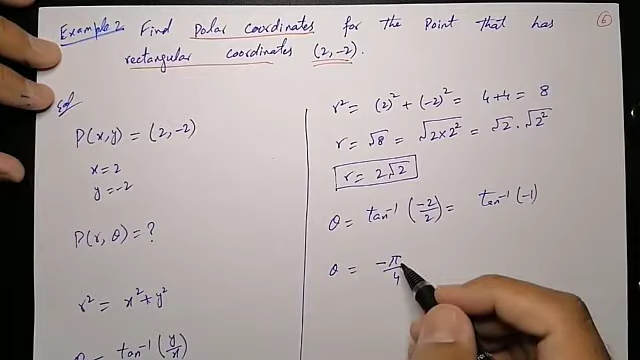 Example 2. Find Polar coordinates for the Point that has
rectangular coordinates (2,-2).
6
Sol
P(x,y) = (2,-2)
x=2
y=-2
P(r, θ) = ?
r² = x² + y²
θ = tan⁻¹ (y/x)
r² = (2)² + (-2)² = 4+4 = 8
r = √8 = √2×2² = √2 . √2²
r = 2√2
θ = tan⁻¹ (-2/2) = tan⁻¹ (-1)
θ = -π/4